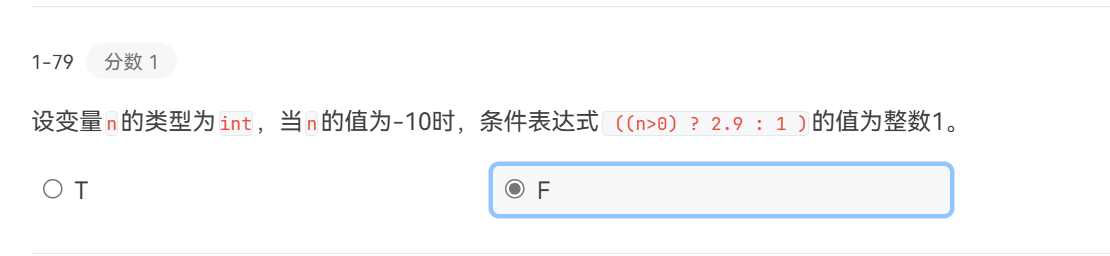 1-79 分数 1
设变量n的类型为int，当n的值为-10时，条件表达式 ((n>0) ? 2.9 : 1 )的值为整数1。
T F